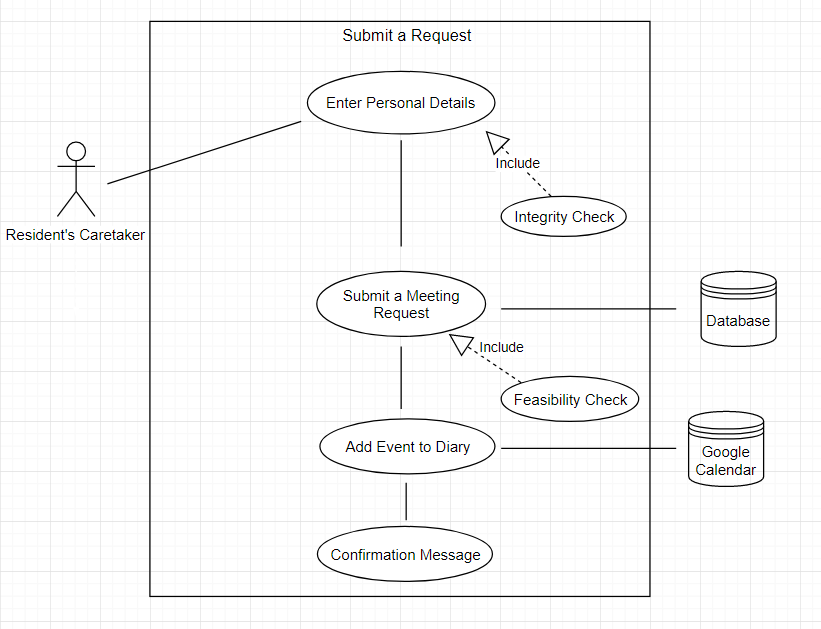 Submit a Request
Enter Personal Details
Include
Integrity Check
Resident's Caretaker
Submit a Meeting
Request
Database
Include
Feasibility Check
Add Event to Diary
Google
Calendar
Confirmation Message